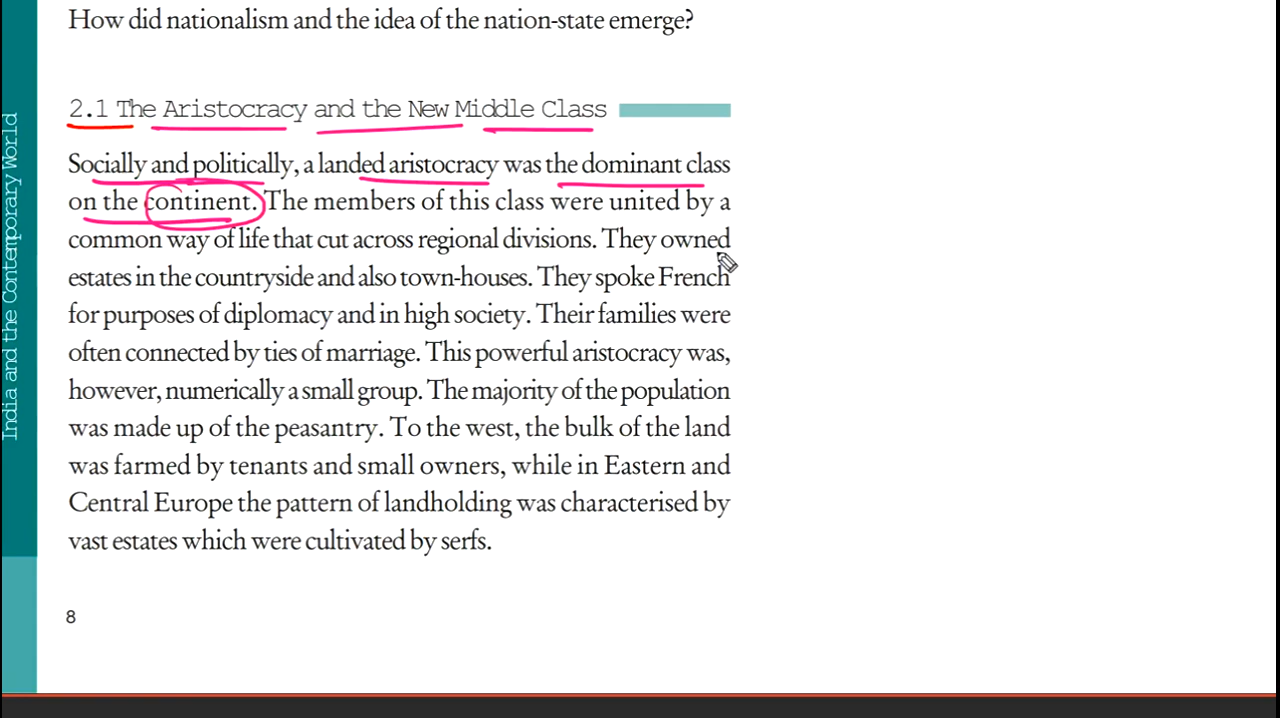 How did nationalism and the idea of the nation-state emerge?
2.1 The Aristocracy and the New Middle Class
Socially and politically, a landed aristocracy was the dominant class
on the continent. The members of this class were united by a
common way of life that cut across regional divisions. They owned
estates in the countryside and also town-houses. They spoke French
for purposes of diplomacy and in high society. Their families were
often connected by ties of marriage. This powerful aristocracy was,
however, numerically a small group. The majority of the population
was made up of the peasantry. To the west, the bulk of the land
was farmed by tenants and small owners, while in Eastern and
Central Europe the pattern of landholding was characterised by
vast estates which were cultivated by serfs.
8
India and the Contemporary World